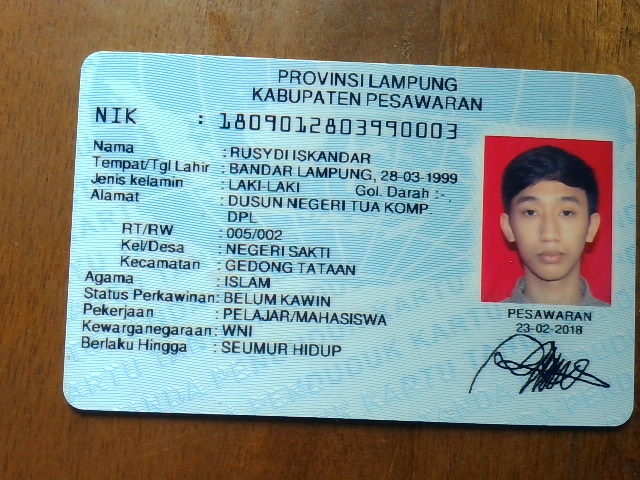 PROVINSI LAMPUNG
KABUPATEN PESAWARAN
NIK : 1809012803990003
Nama : RUSYDI ISKANDAR
Tempat/Tgl Lahir : BANDAR LAMPUNG, 28-03-1999
Jenis kelamin : LAKI-LAKI Gol. Darah : -
Alamat : DUSUN NEGERI TUA KOMP.
DPL
RT/RW : 005/002
Kel/Desa : NEGERI SAKTI
Kecamatan : GEDONG TATAAN
Agama : ISLAM
Status Perkawinan: BELUM KAWIN
Pekerjaan : PELAJAR/MAHASISWA
Kewarganegaraan: WNI
Berlaku Hingga : SEUMUR HIDUP
PESAWARAN
23-02-2018